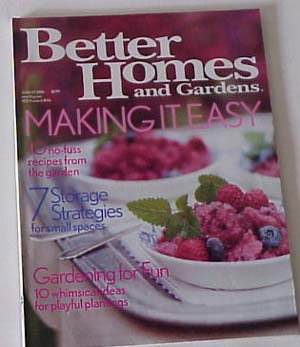 Better
Homes
and Gardens
MAKING IT EASY
10 no-fuss
recipes from
the garden
7 Storage
Strategies
for small spaces
Gardening for Fun
10 whimsical ideas
for playful plantings